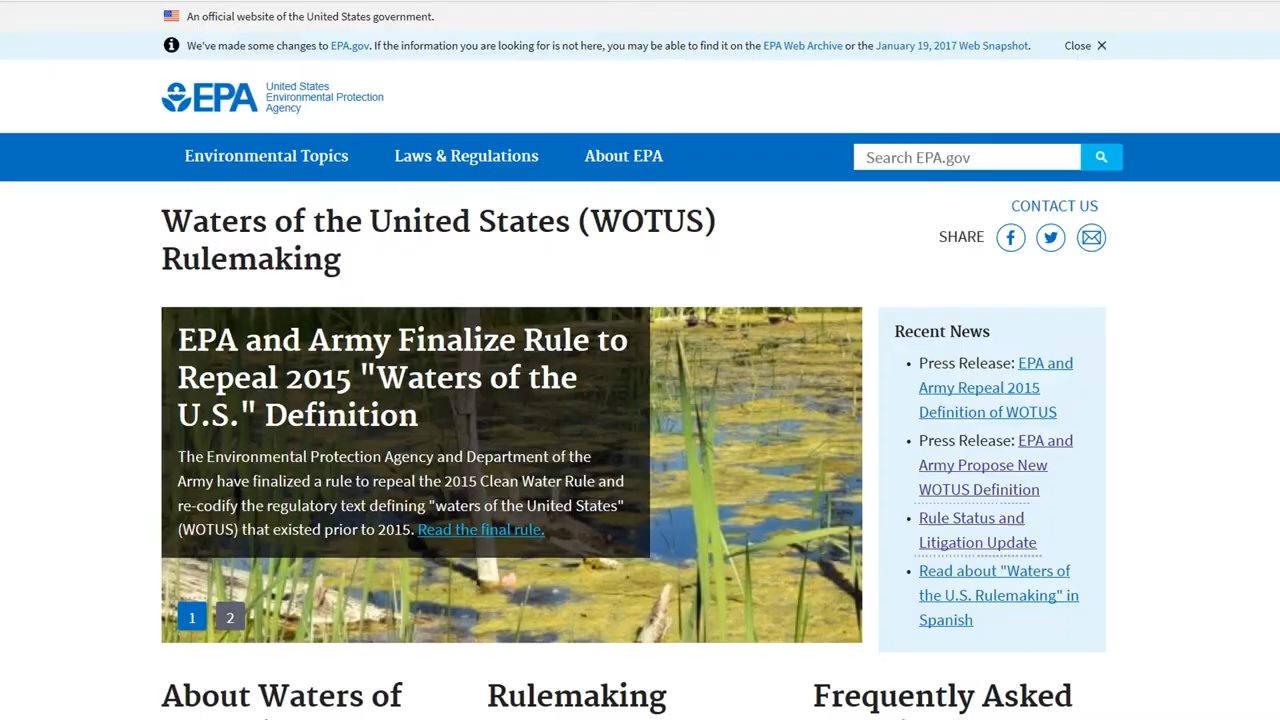 An official website of the United States government.
We've made some changes to EPA.gov. If the information you are looking for is not here, you may be able to find it on the EPA Web Archive or the January 19, 2017 Web Snapshot.
Close ✕
EPA
United States
Environmental Protection
Agency
Environmental Topics
Laws & Regulations
About EPA
Search EPA.gov
Waters of the United States (WOTUS)
Rulemaking
CONTACT US
SHARE
EPA and Army Finalize Rule to
Repeal 2015 "Waters of the
U.S." Definition
The Environmental Protection Agency and Department of the
Army have finalized a rule to repeal the 2015 Clean Water Rule and
re-codify the regulatory text defining "waters of the United States"
(WOTUS) that existed prior to 2015. Read the final rule.
1
2
Recent News
• Press Release: EPA and
Army Repeal 2015
Definition of WOTUS
• Press Release: EPA and
Army Propose New
WOTUS Definition
• Rule Status and
Litigation Update
• Read about "Waters of
the U.S. Rulemaking" in
Spanish
About Waters of
Rulemaking
Frequently Asked